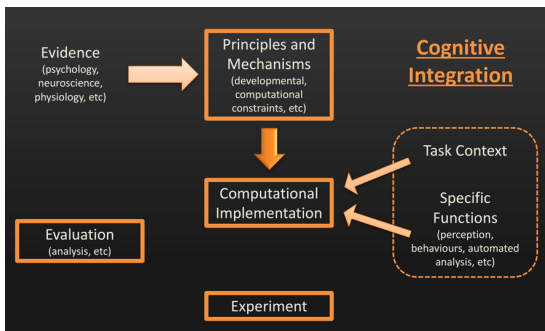 Evidence
(psychology,
neuroscience,
physiology, etc)
Principles and
Mechanisms
(developmental,
computational
constraints, etc)
Cognitive
Integration
Task Context
Computational
Implementation
Specific
Functions
(perception,
behaviours, automated
analysis, etc)
Evaluation
(analysis, etc)
Experiment